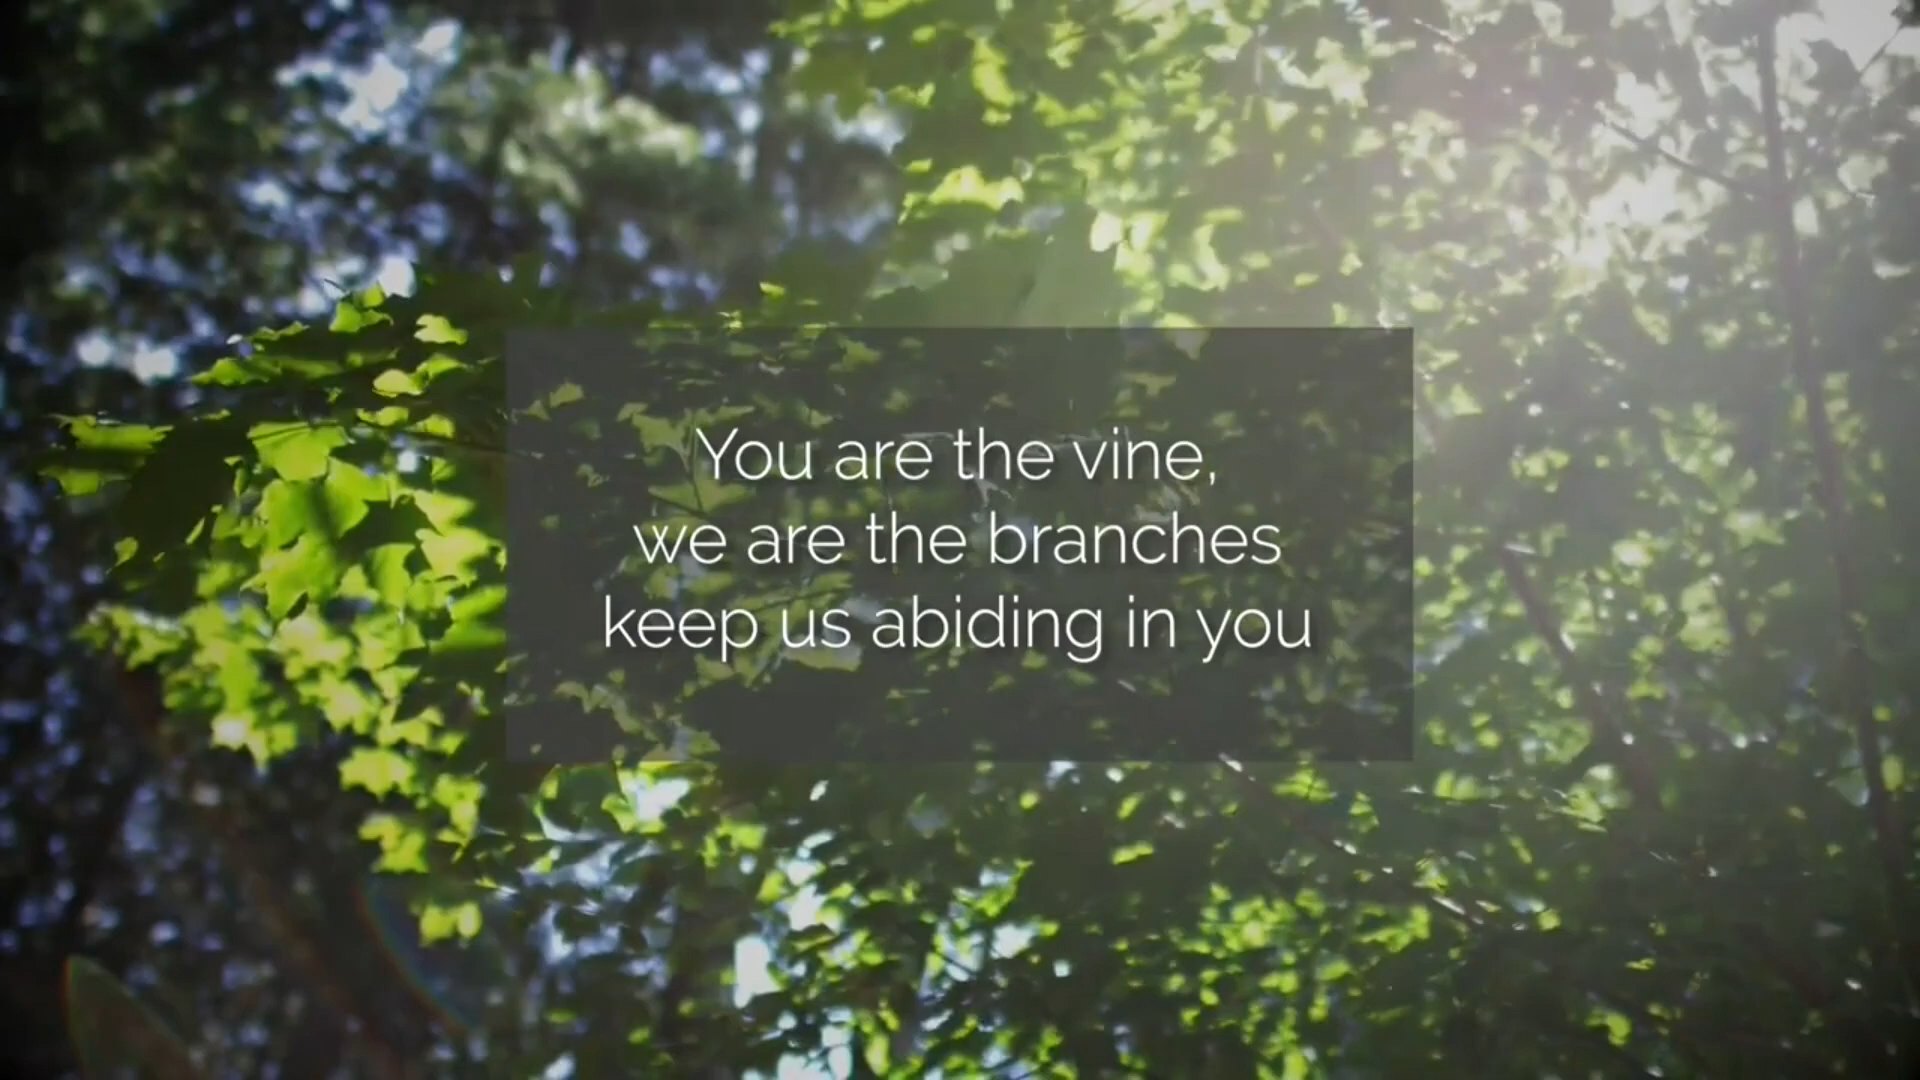 You are the vine,
we are the branches
keep us abiding in you